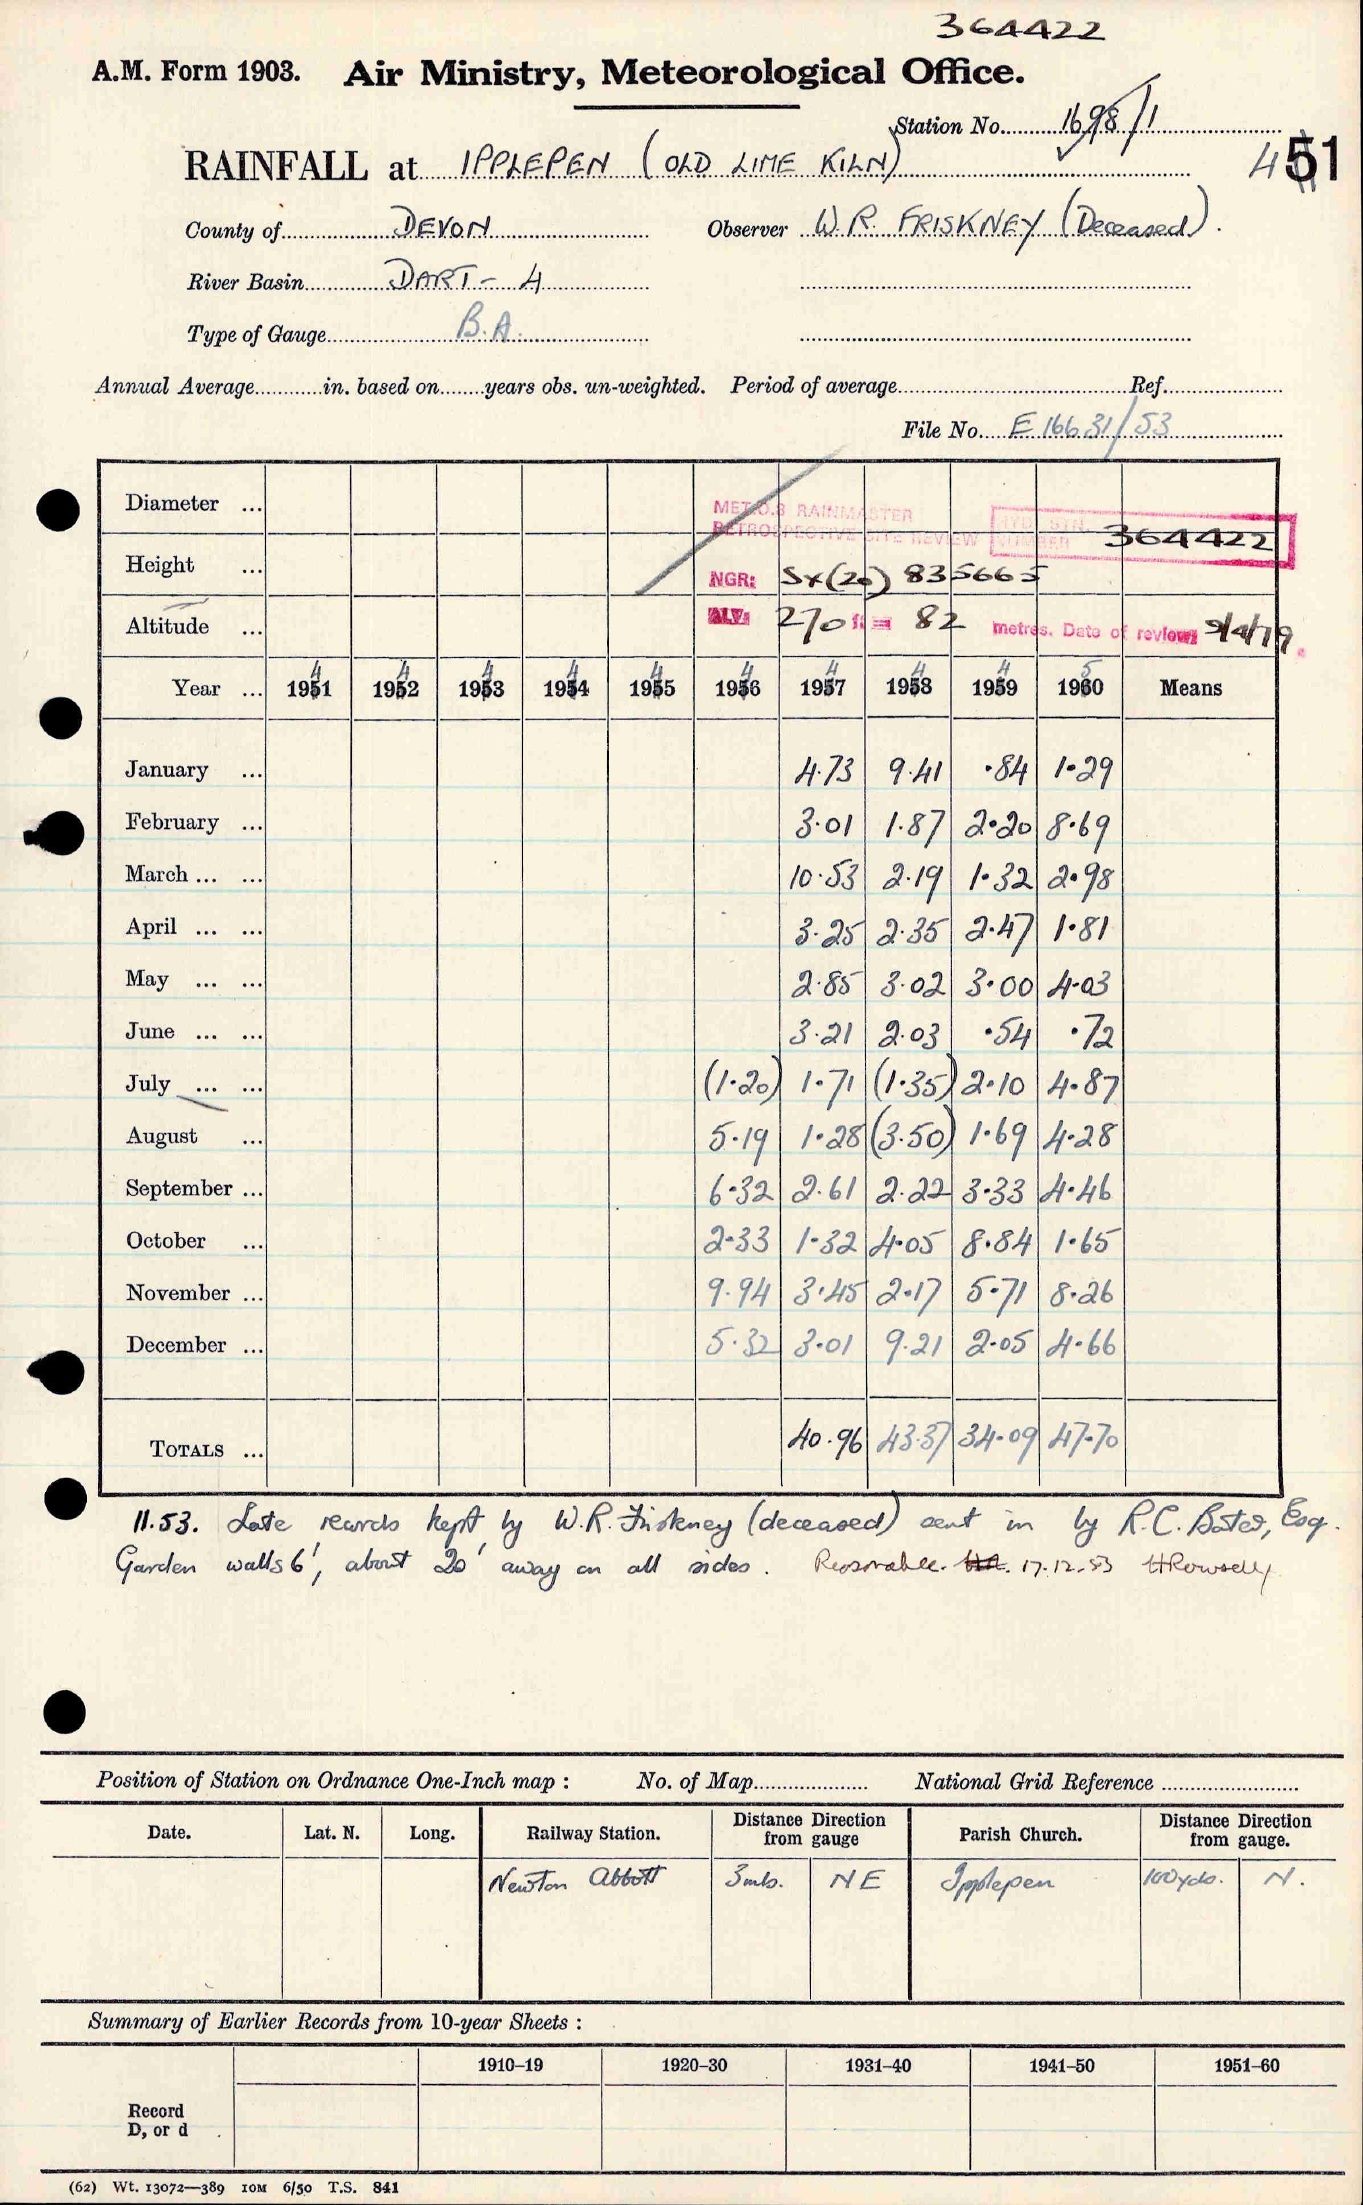 364422
A.M. Form 1903. Air Ministry, Meteorological Office.
Station No. 1698/1
RAINFALL at IPPLEPEN (OLD LIME KILN)
4 51
County of DEVON Observer W.R. FRISKNEY (Deceased).
River Basin DART - 4
Type of Gauge B.A.
Annual Average............in. based on........years obs. un-weighted. Period of average........................Ref.............
File No. E 16631/53
Diameter ...
MET.O.8 RAINMASTER
RETROSPECTIVE SITE REVIEW HYD. STN. NUMBER 364422
Height ... NGR: SX(20) 835665
Altitude ... ALT: 270 ft = 82 metres. Date of review: 9/4/79.
4 4 4 4 4 4 4 4 4 5
Year ... 1951 1952 1953 1954 1955 1956 1957 1958 1959 1960 Means
January ... 4.73 9.41 .84 1.29
February ... 3.01 1.87 2.20 8.69
March ... ... 10.53 2.19 1.32 2.98
April ... ... 3.25 2.35 2.47 1.81
May ... ... 2.85 3.02 3.00 4.03
June ... ... 3.21 2.03 .54 .72
July ... ... (1.20) 1.71 (1.35) 2.10 4.87
August ... 5.19 1.28 (3.50) 1.69 4.28
September ... 6.32 2.61 2.22 3.33 4.46
October ... 2.33 1.32 4.05 8.84 1.65
November ... 9.94 3.45 2.17 5.71 8.26
December ... 5.32 3.01 9.21 2.05 4.66
TOTALS ... 40.96 43.37 34.09 47.70
11.53. Late records kept by W.R. Friskney (deceased) sent in by R.C. Bates, Esq.
Garden walls 6', about 20' away on all sides. Reasonable. 17.12.53 HRowsell
Position of Station on Ordnance One-Inch map : No. of Map.................... National Grid Reference ........................
Date. Lat. N. Long. Railway Station. Distance Direction from gauge Parish Church. Distance Direction from gauge.
Newton Abbott 3mls. NE Ipplepen 100yds. N.
Summary of Earlier Records from 10-year Sheets :
1910–19 1920–30 1931–40 1941–50 1951–60
Record
D, or d
(62) Wt. 13072—389 10M 6/50 T.S. 841